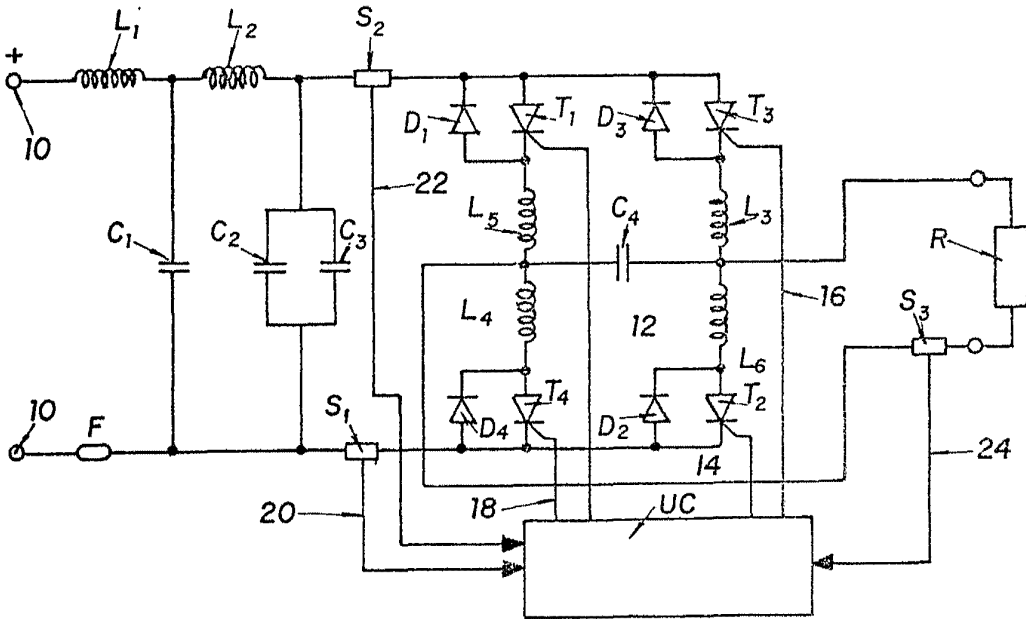 L₁ L₂ S₂
+
10
D₁ T₁ D₃ T₃
22
L₅ C₄ L₃
C₁ C₂ C₃ R
16
L₄ 12 S₃
L₆
10 F S₁ D₄ T₄ D₂ T₂
14 24
20 18 UC